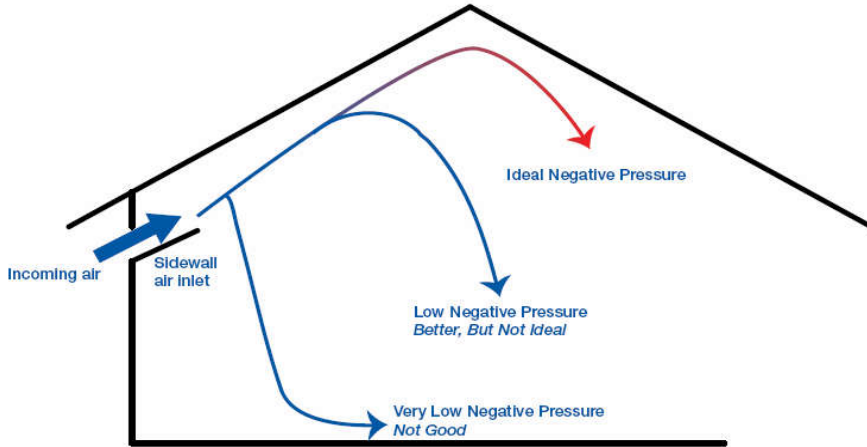 Ideal Negative Pressure
Incoming air
Sidewall
air inlet
Low Negative Pressure
Better, But Not Ideal
Very Low Negative Pressure
Not Good